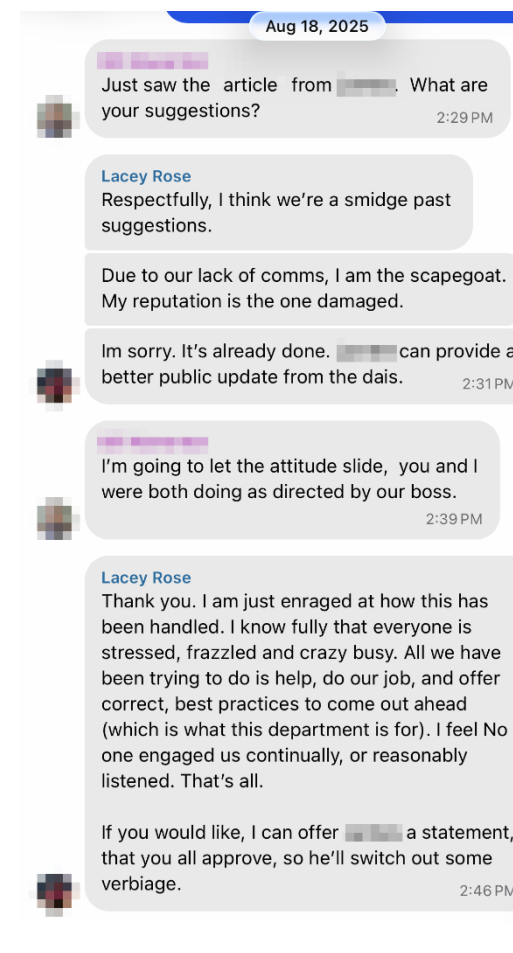 Aug 18, 2025
Just saw the article from . What are
your suggestions?
2:29 PM
Lacey Rose
Respectfully, I think we're a smidge past
suggestions.
Due to our lack of comms, I am the scapegoat.
My reputation is the one damaged.
Im sorry. It's already done. can provide a
better public update from the dais.
2:31 PM
I'm going to let the attitude slide, you and I
were both doing as directed by our boss.
2:39 PM
Lacey Rose
Thank you. I am just enraged at how this has
been handled. I know fully that everyone is
stressed, frazzled and crazy busy. All we have
been trying to do is help, do our job, and offer
correct, best practices to come out ahead
(which is what this department is for). I feel No
one engaged us continually, or reasonably
listened. That's all.
If you would like, I can offer a statement,
that you all approve, so he'll switch out some
verbiage.
2:46 PM